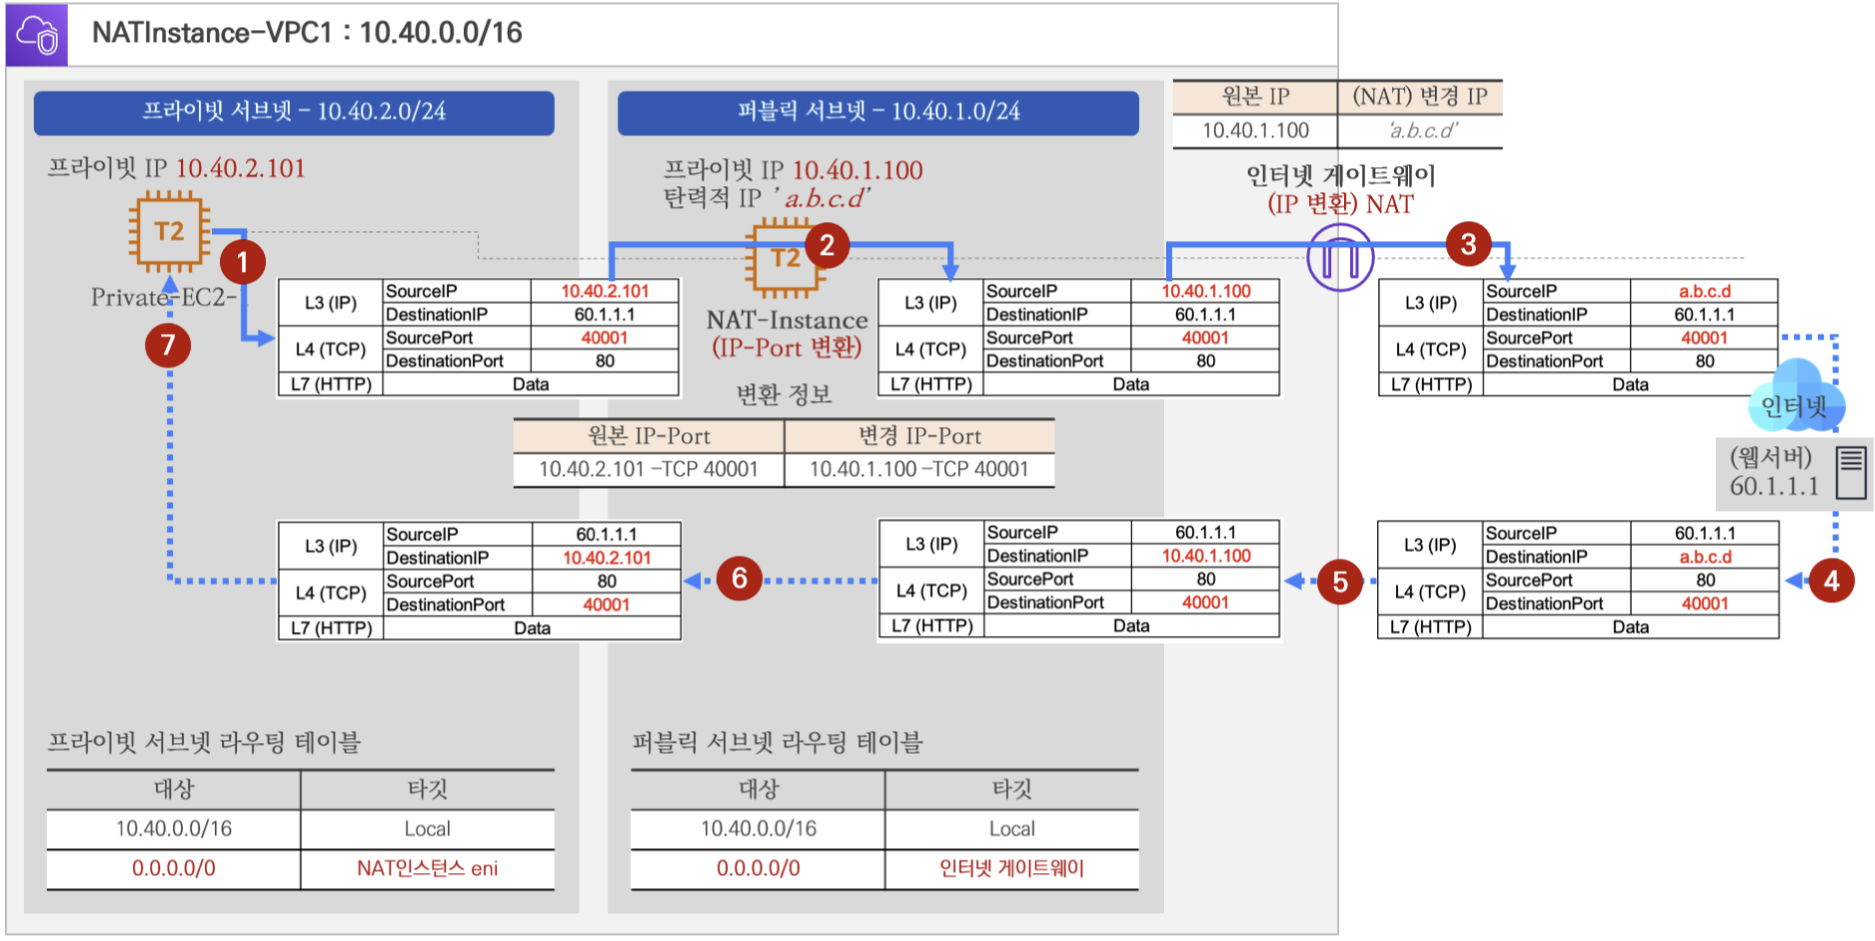 NATInstance-VPC1 : 10.40.0.0/16
프라이빗 서브넷 – 10.40.2.0/24
퍼블릭 서브넷 – 10.40.1.0/24
원본 IP (NAT) 변경 IP
10.40.1.100 'a.b.c.d'
프라이빗 IP 10.40.2.101
프라이빗 IP 10.40.1.100
탄력적 IP 'a.b.c.d'
인터넷 게이트웨이
(IP 변환) NAT
T2
1
Private-EC2-
T2
2
NAT-Instance
(IP-Port 변환)
3
L3 (IP) SourceIP 10.40.2.101
DestinationIP 60.1.1.1
L4 (TCP) SourcePort 40001
DestinationPort 80
L7 (HTTP) Data
L3 (IP) SourceIP 10.40.1.100
DestinationIP 60.1.1.1
L4 (TCP) SourcePort 40001
DestinationPort 80
L7 (HTTP) Data
L3 (IP) SourceIP a.b.c.d
DestinationIP 60.1.1.1
L4 (TCP) SourcePort 40001
DestinationPort 80
L7 (HTTP) Data
7
변환 정보
원본 IP-Port 변경 IP-Port
10.40.2.101 –TCP 40001 10.40.1.100 –TCP 40001
인터넷
(웹서버)
60.1.1.1
L3 (IP) SourceIP 60.1.1.1
DestinationIP 10.40.2.101
L4 (TCP) SourcePort 80
DestinationPort 40001
L7 (HTTP) Data
6
L3 (IP) SourceIP 60.1.1.1
DestinationIP 10.40.1.100
L4 (TCP) SourcePort 80
DestinationPort 40001
L7 (HTTP) Data
5
L3 (IP) SourceIP 60.1.1.1
DestinationIP a.b.c.d
L4 (TCP) SourcePort 80
DestinationPort 40001
L7 (HTTP) Data
4
프라이빗 서브넷 라우팅 테이블
대상 타깃
10.40.0.0/16 Local
0.0.0.0/0 NAT인스턴스 eni
퍼블릭 서브넷 라우팅 테이블
대상 타깃
10.40.0.0/16 Local
0.0.0.0/0 인터넷 게이트웨이